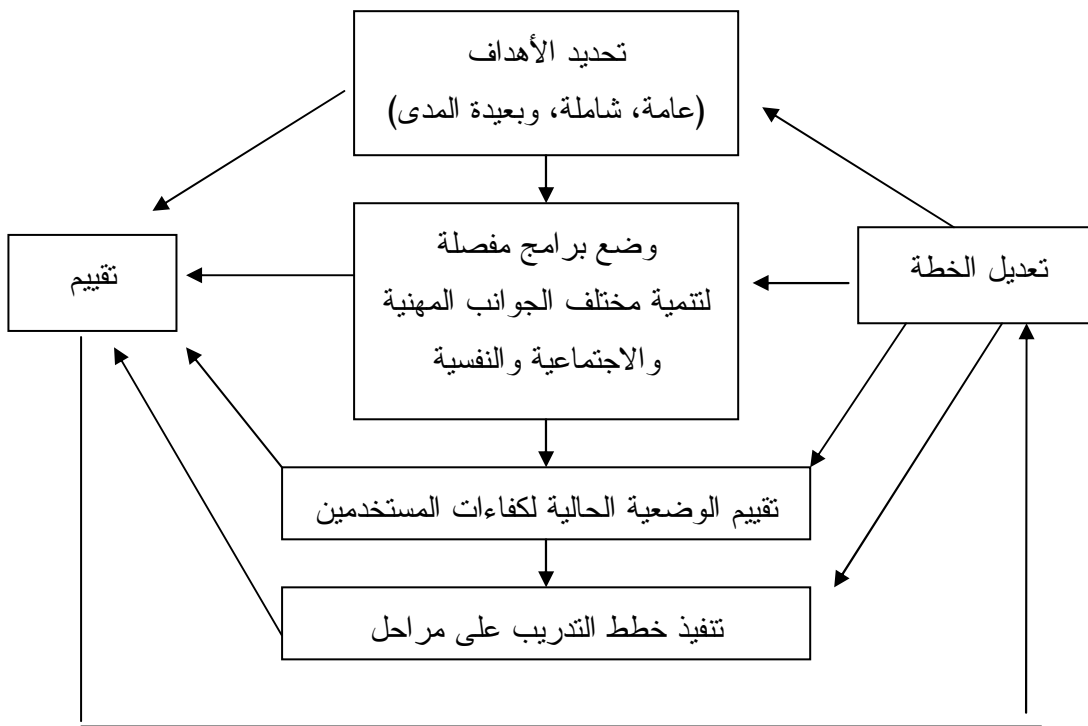 تحديد الأهداف
(عامة، شاملة، وبعيدة المدى)
تعديل الخطة
وضع برامج مفصلة
لتنمية مختلف الجوانب المهنية
والاجتماعية والنفسية
تقييم
تقييم الوضعية الحالية لكفاءات المستخدمين
تنفيذ خطط التدريب على مراحل